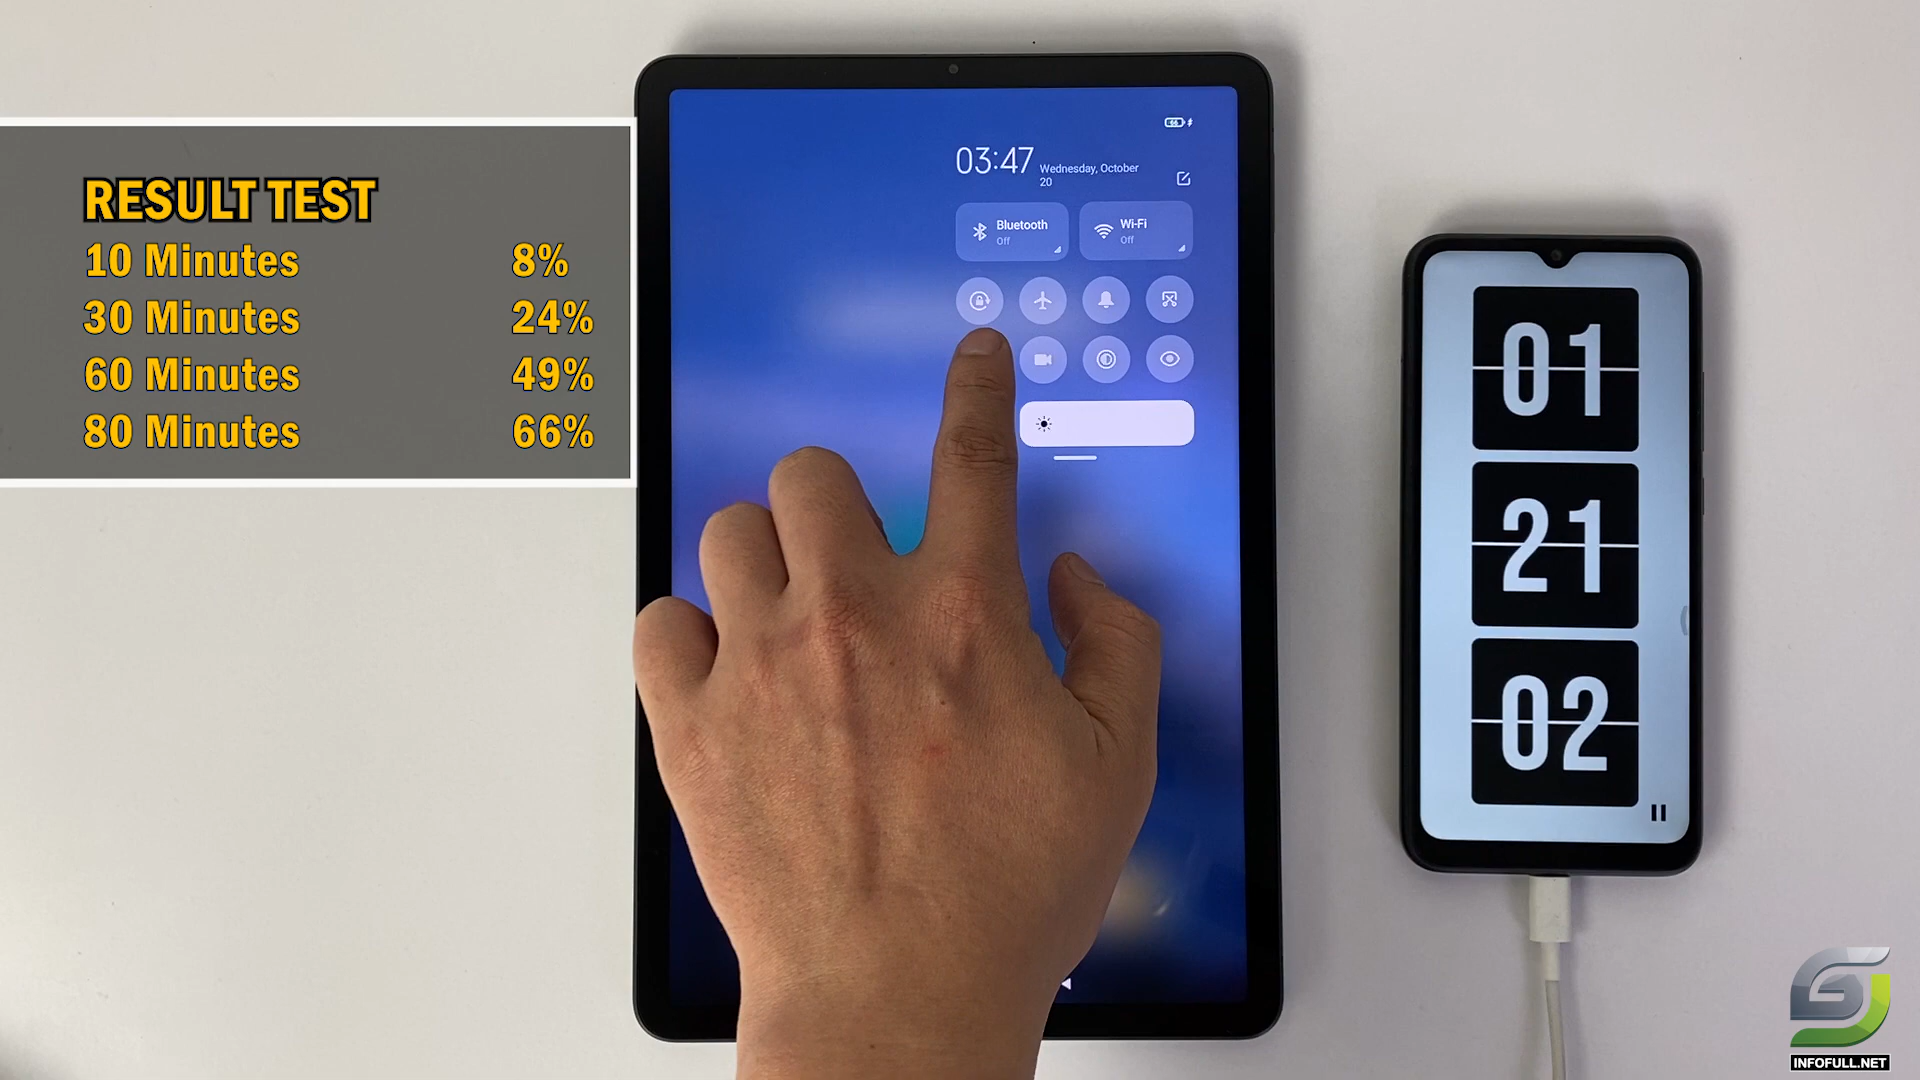 RESULT TEST
10 Minutes 8%
30 Minutes 24%
60 Minutes 49%
80 Minutes 66%
66
03:47 Wednesday, October
20
Bluetooth
Off
Wi-Fi
Off
01
21
02
INFOFULL.NET